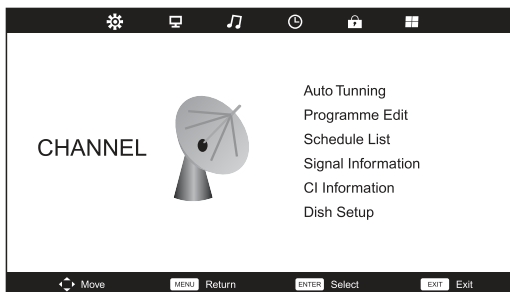 CHANNEL
Auto Tunning
Programme Edit
Schedule List
Signal Information
CI Information
Dish Setup
Move MENU Return ENTER Select EXIT Exit